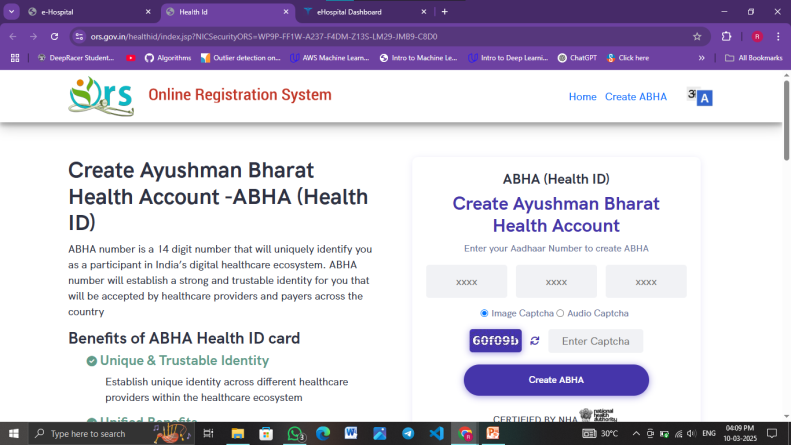 e-Hospital
Health Id
eHospital Dashboard
ors.gov.in/healthid/index.jsp?NICSecurityORS=WP9P-FF1W-A237-F4DM-Z13S-LM29-JMB9-C8D0
DeepRacer Student...
Algorithms
Outlier detection on...
AWS Machine Learn...
Intro to Machine Le...
Intro to Deep Learni...
ChatGPT
Click here
All Bookmarks
Ors
Online Registration System
Home
Create ABHA
Create Ayushman Bharat
Health Account -ABHA (Health
ID)
ABHA number is a 14 digit number that will uniquely identify you
as a participant in India's digital healthcare ecosystem. ABHA
number will establish a strong and trustable identity for you that
will be accepted by healthcare providers and payers across the
country
Benefits of ABHA Health ID card
Unique & Trustable Identity
Establish unique identity across different healthcare
providers within the healthcare ecosystem
Unified Benefits
ABHA (Health ID)
Create Ayushman Bharat
Health Account
Enter your Aadhaar Number to create ABHA
xxxx xxxx xxxx
Image Captcha Audio Captcha
60f09b
Enter Captcha
Create ABHA
CERTIFIED BY NHA
national
health
authority
Type here to search
3
30°C
ENG
04:09 PM
10-03-2025